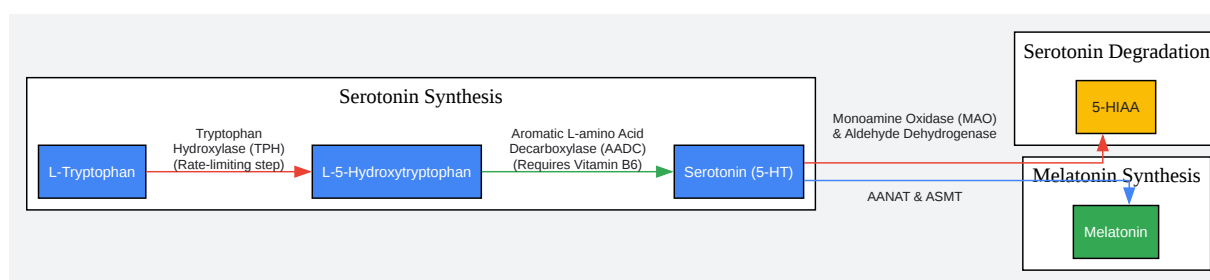 Serotonin Synthesis
L-Tryptophan
Tryptophan
Hydroxylase (TPH)
(Rate-limiting step)
L-5-Hydroxytryptophan
Aromatic L-amino Acid
Decarboxylase (AADC)
(Requires Vitamin B6)
Serotonin (5-HT)
Monoamine Oxidase (MAO)
& Aldehyde Dehydrogenase
AANAT & ASMT
Serotonin Degradation
5-HIAA
Melatonin Synthesis
Melatonin